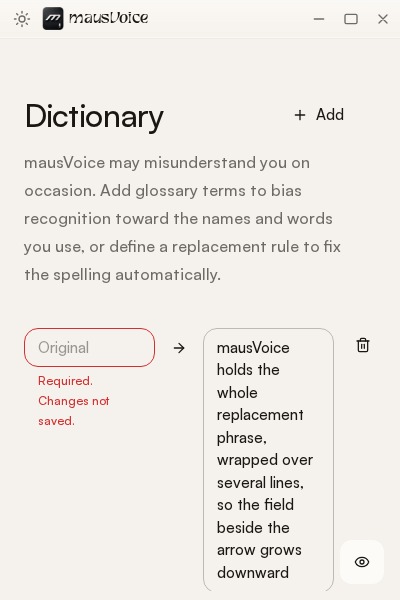 mausVoice
Dictionary
Add
mausVoice may misunderstand you on
occasion. Add glossary terms to bias
recognition toward the names and words
you use, or define a replacement rule to fix
the spelling automatically.
Original
Required.
Changes not
saved.
mausVoice
holds the
whole
replacement
phrase,
wrapped over
several lines,
so the field
beside the
arrow grows
downward